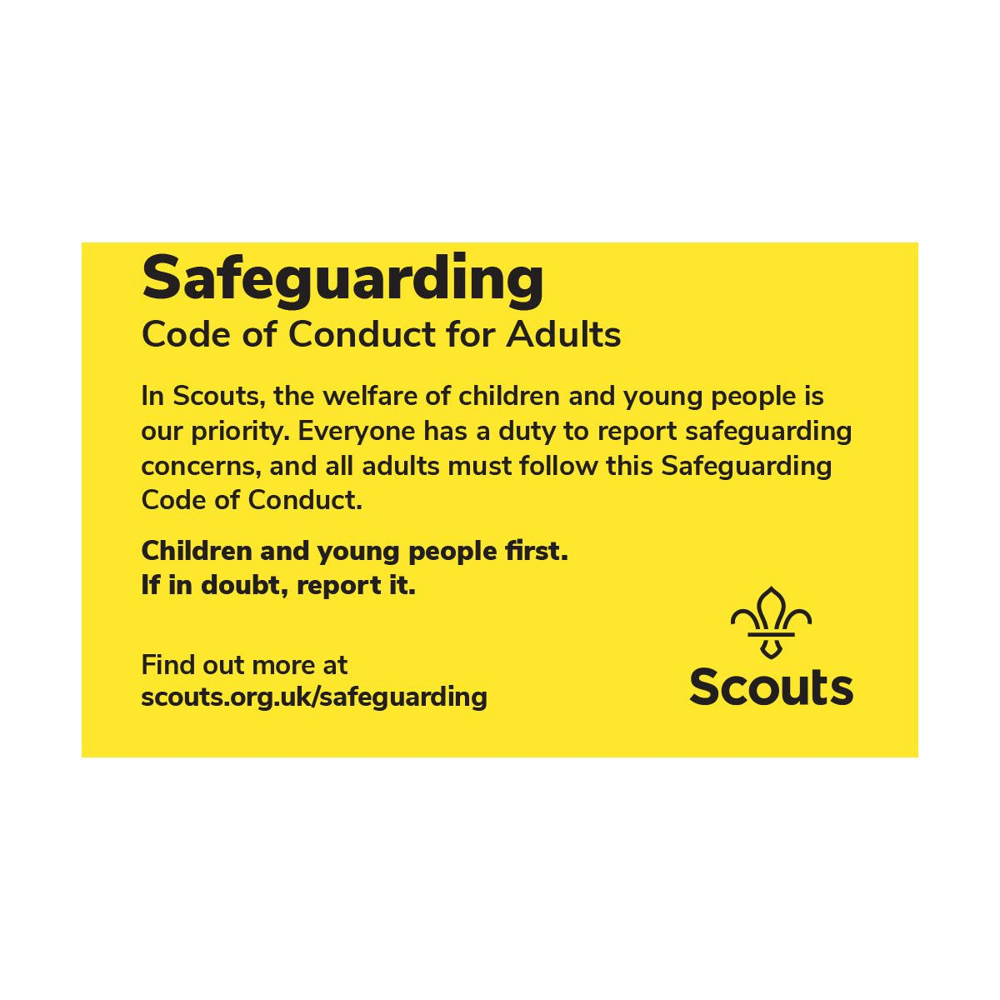 Safeguarding
Code of Conduct for Adults
In Scouts, the welfare of children and young people is
our priority. Everyone has a duty to report safeguarding
concerns, and all adults must follow this Safeguarding
Code of Conduct.
Children and young people first.
If in doubt, report it.
Find out more at
scouts.org.uk/safeguarding
Scouts